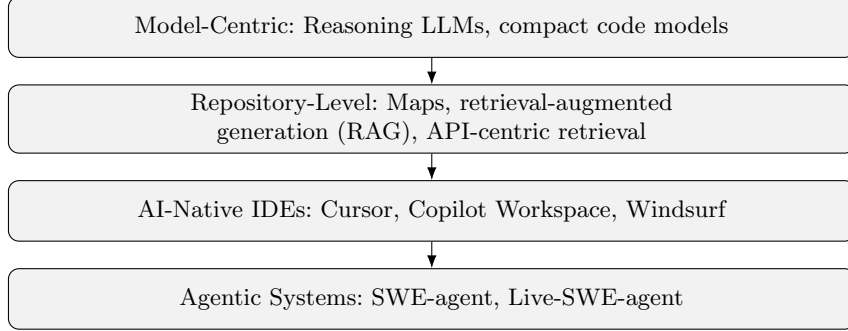 Model-Centric: Reasoning LLMs, compact code models
Repository-Level: Maps, retrieval-augmented
generation (RAG), API-centric retrieval
AI-Native IDEs: Cursor, Copilot Workspace, Windsurf
Agentic Systems: SWE-agent, Live-SWE-agent